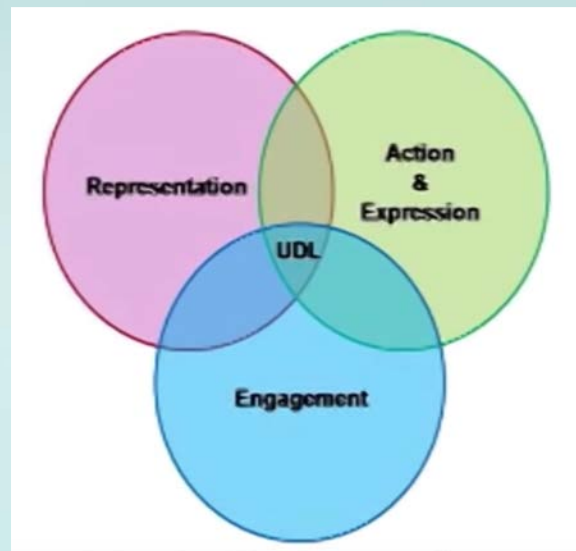 Representation
Action
&
Expression
UDL
Engagement